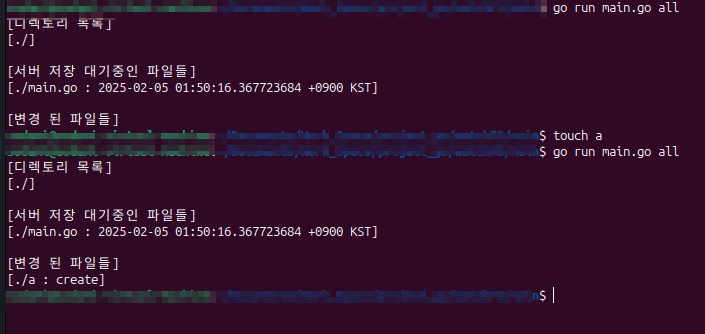 go run main.go all
[디렉토리 목록]
[./]
[서버 저장 대기중인 파일들]
[./main.go : 2025-02-05 01:50:16.367723684 +0900 KST]
[변경 된 파일들]
$ touch a
$ go run main.go all
[디렉토리 목록]
[./]
[서버 저장 대기중인 파일들]
[./main.go : 2025-02-05 01:50:16.367723684 +0900 KST]
[변경 된 파일들]
[./a : create]
$